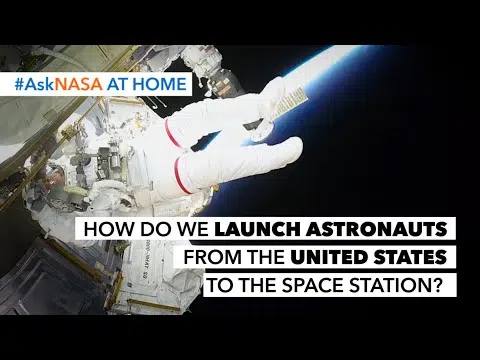 #AskNASA AT HOME
HOW DO WE LAUNCH ASTRONAUTS
FROM THE UNITED STATES
TO THE SPACE STATION?